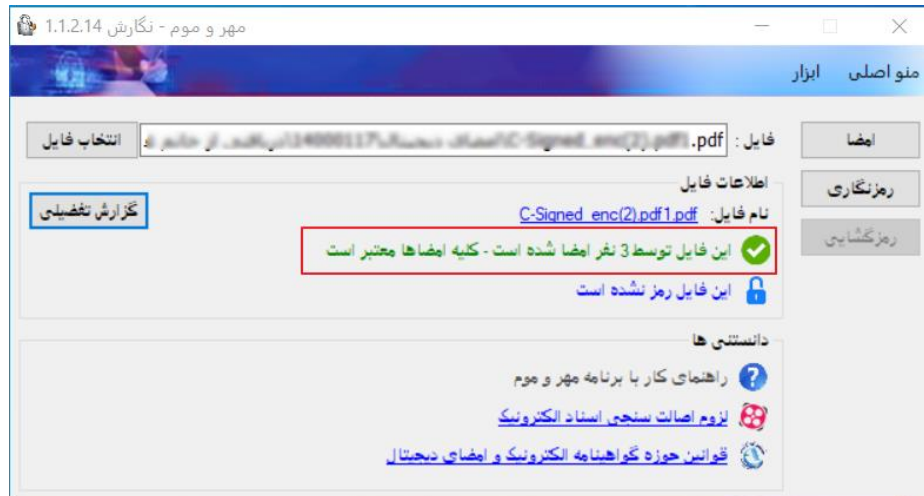 مهر و موم - نگارش 1.1.2.14
منو اصلی
ابزار
امضا
رمزنگاری
رمزگشایی
فایل :
.pdf
انتخاب فایل
اطلاعات فایل
نام فایل: C-Signed_enc(2).pdf1.pdf
گزارش تفضیلی
این فایل توسط 3 نفر امضا شده است - کلیه امضاها معتبر است
این فایل رمز نشده است
دانستنی ها
راهنمای کار با برنامه مهر و موم
لزوم اصالت سنجی اسناد الکترونیک
قوانین حوزه گواهینامه الکترونیک و امضای دیجیتال